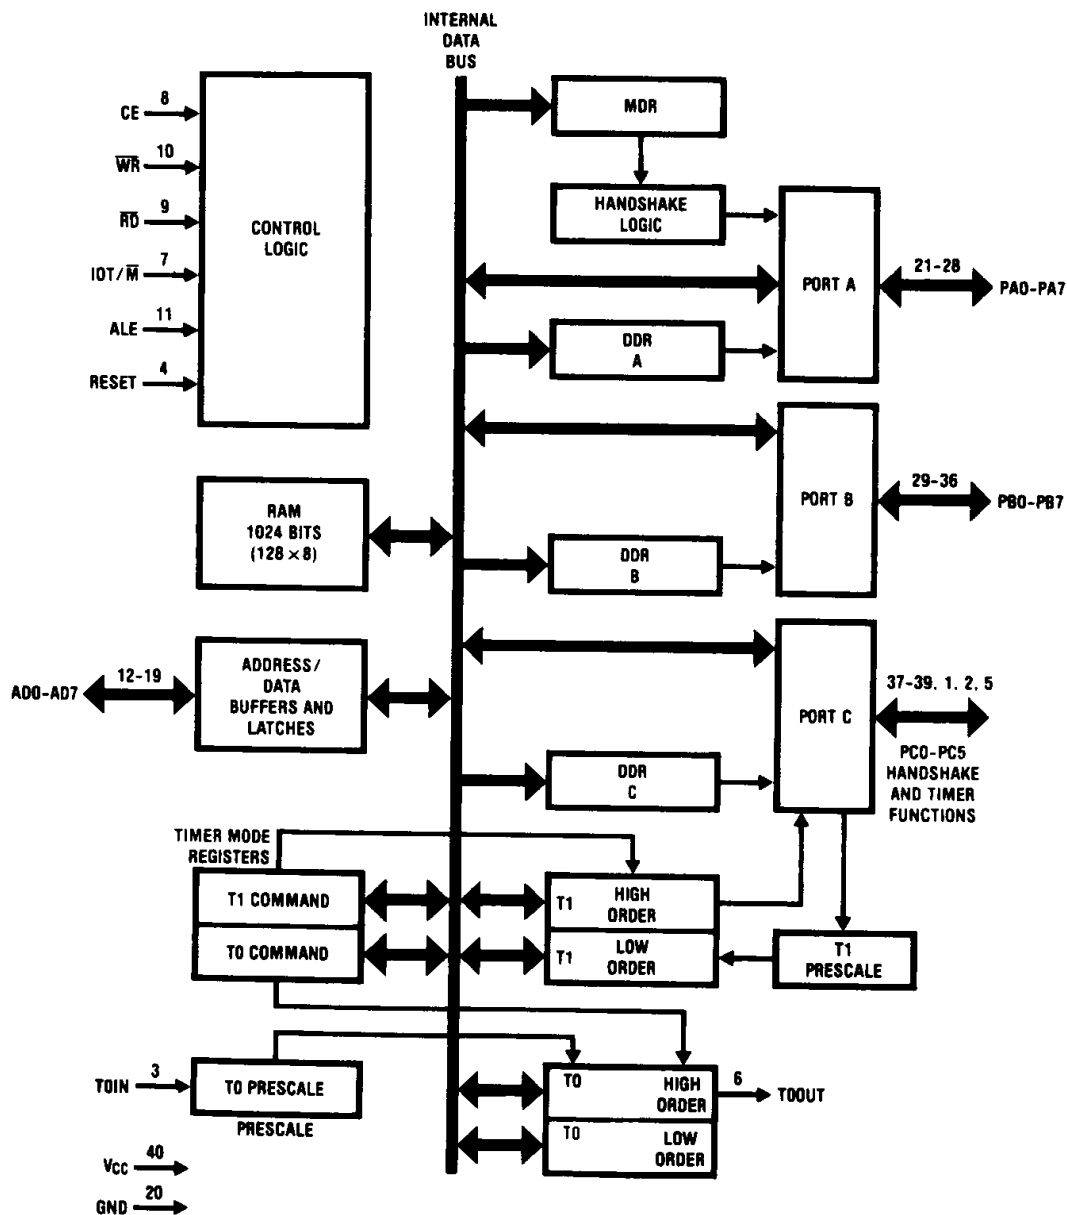 INTERNAL
DATA
BUS
CE
8
W̅R̅
10
R̅D̅
9
IOT/M̅
7
ALE
11
RESET
4
CONTROL
LOGIC
MDR
HANDSHAKE
LOGIC
PORT A
21-28
PA0-PA7
DDR
A
RAM
1024 BITS
(128 × 8)
PORT B
29-36
PB0-PB7
DDR
B
AD0-AD7
12-19
ADDRESS/
DATA
BUFFERS AND
LATCHES
PORT C
37-39, 1, 2, 5
PC0-PC5
HANDSHAKE
AND TIMER
FUNCTIONS
DDR
C
TIMER MODE
REGISTERS
T1 COMMAND
T0 COMMAND
T1
HIGH
ORDER
T1
LOW
ORDER
T1
PRESCALE
T0IN
3
T0 PRESCALE
PRESCALE
T0
HIGH
ORDER
T0
LOW
ORDER
6
T0OUT
VCC
40
GND
20